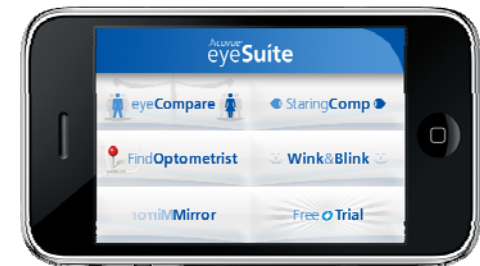 Acuvue
eyeSuite
eyeCompare
StaringComp
FindOptometrist
Wink&Blink
Mirror
Free Trial